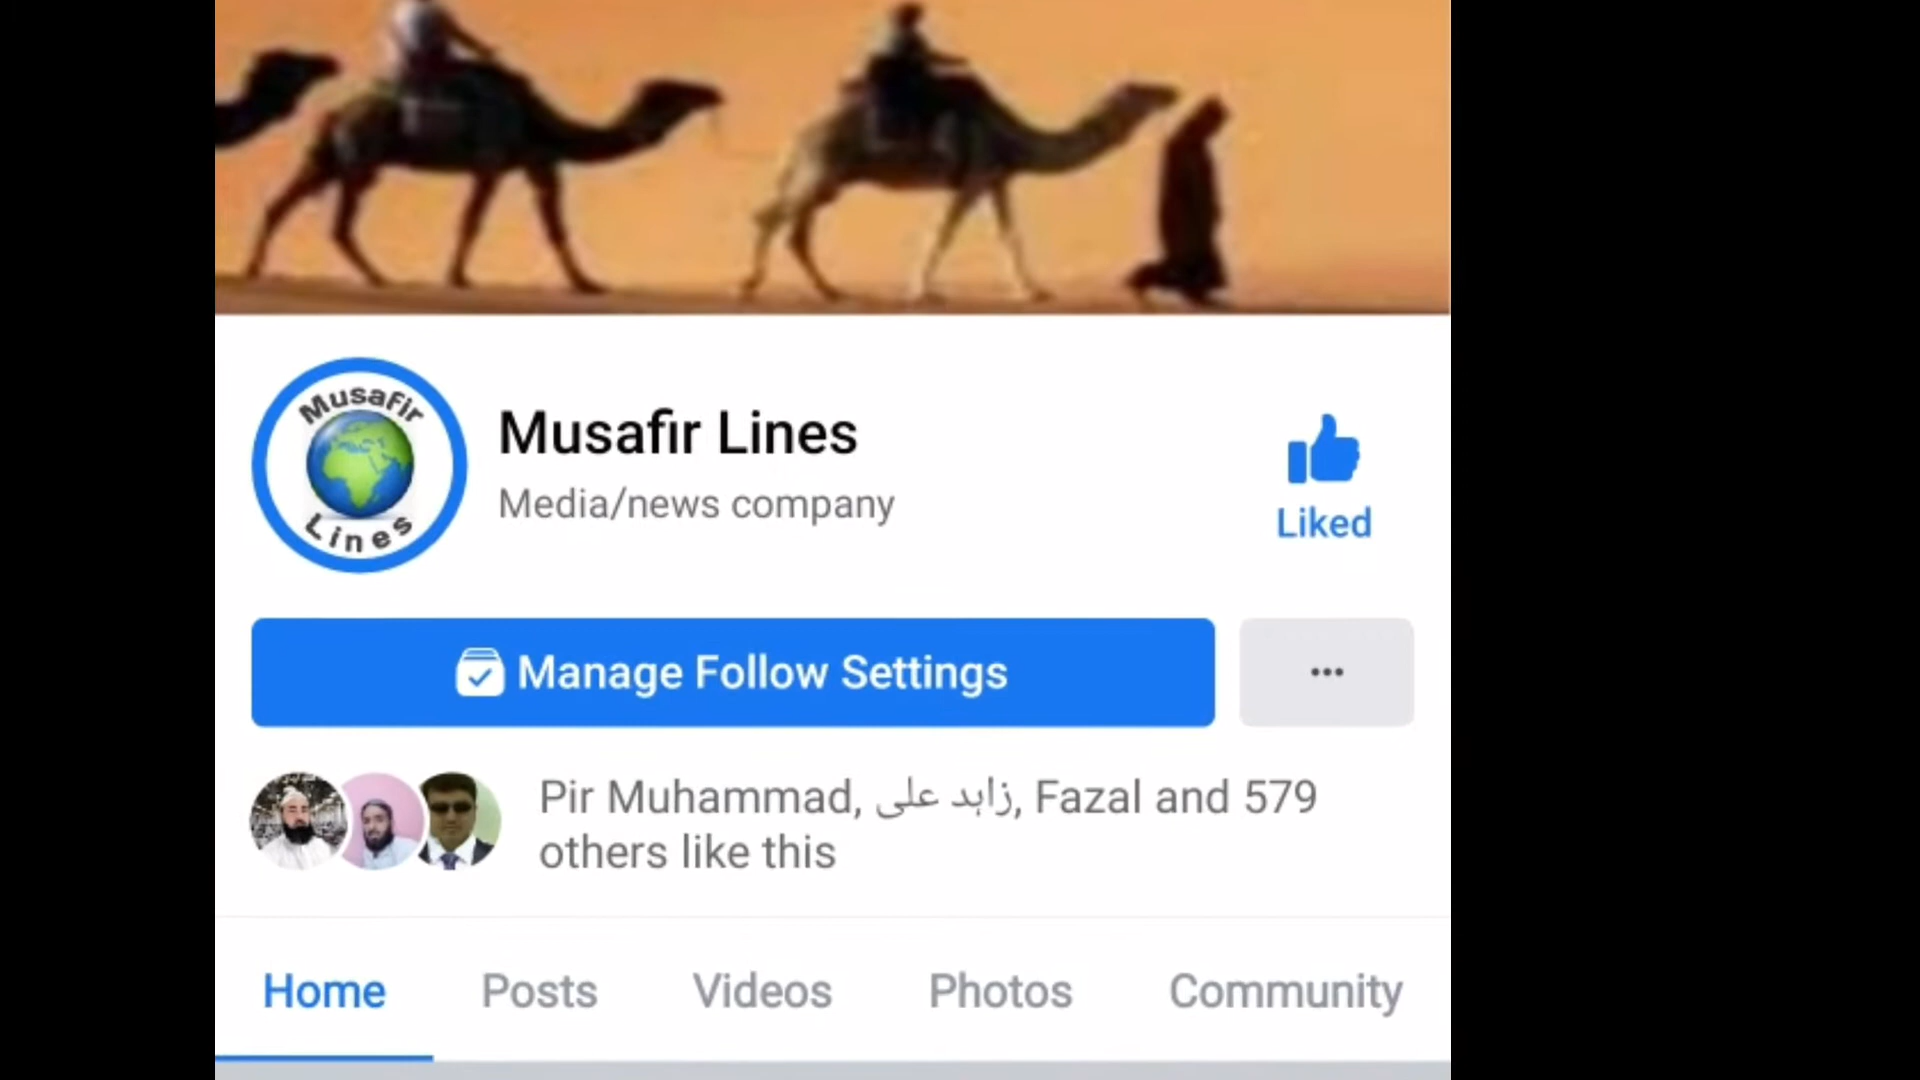 Musafir
Lines
Musafir Lines
Media/news company
Liked
Manage Follow Settings
Pir Muhammad, زاہد علی, Fazal and 579
others like this
Home Posts Videos Photos Community